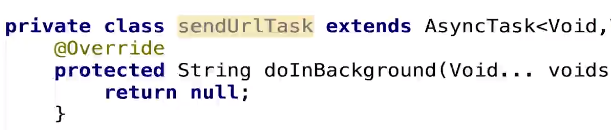 private class sendUrlTask extends AsyncTask<Void,
@Override
protected String doInBackground(Void... voids
return null;
}